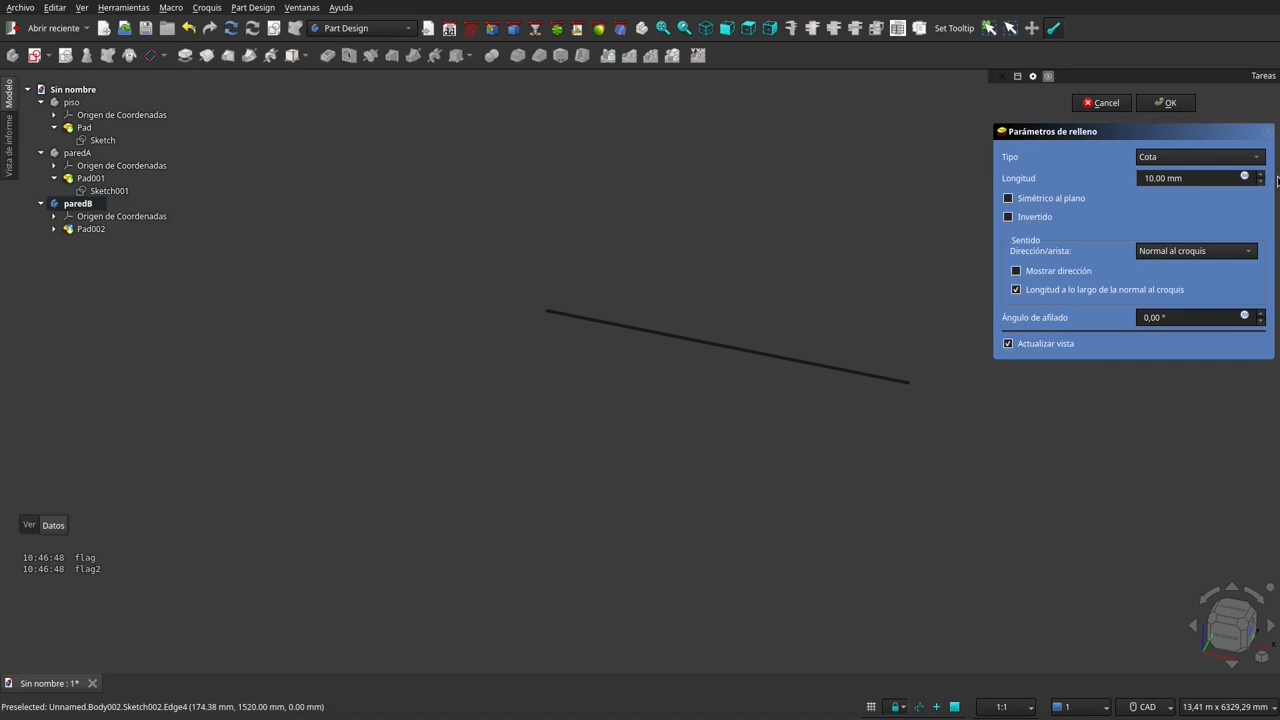 Archivo Editar Ver Herramientas Macro Croquis Part Design Ventanas Ayuda
Abrir reciente Part Design Set Tooltip
Modelo
Vista de informe
Sin nombre
piso
Origen de Coordenadas
Pad
Sketch
paredA
Origen de Coordenadas
Pad001
Sketch001
paredB
Origen de Coordenadas
Pad002
Tareas
Cancel OK
Parámetros de relleno
Tipo Cota
Longitud 10.00 mm
Simétrico al plano
Invertido
Sentido
Dirección/arista: Normal al croquis
Mostrar dirección
Longitud a lo largo de la normal al croquis
Ángulo de afilado 0,00 °
Actualizar vista
Ver Datos
10:46:48 flag
10:46:48 flag2
Sin nombre : 1*
Preselected: Unnamed.Body002.Sketch002.Edge4 (174.38 mm, 1520.00 mm, 0.00 mm)
1:1 1 CAD 13,41 m x 6329,29 mm